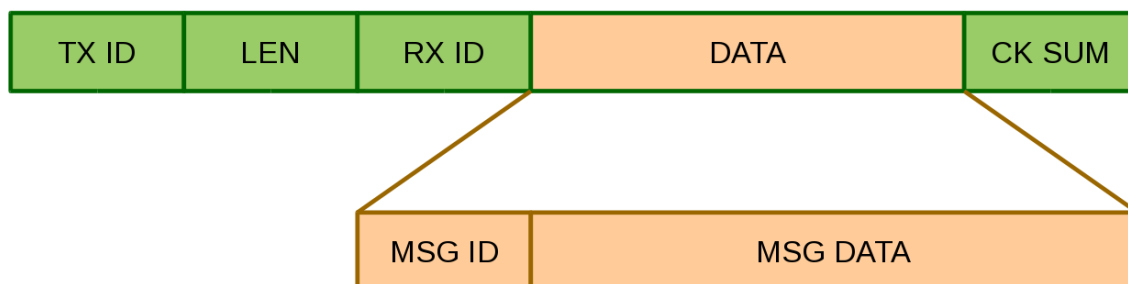 TX ID LEN RX ID DATA CK SUM
MSG ID MSG DATA